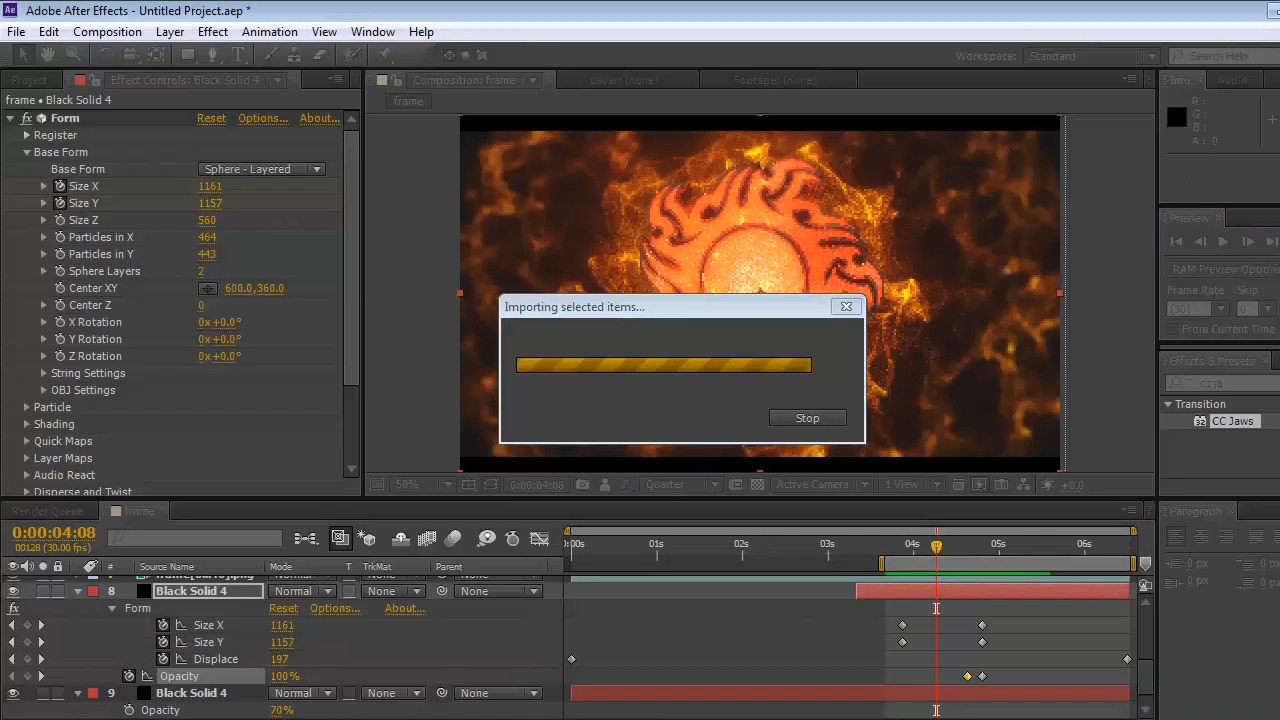 Adobe After Effects - Untitled Project.aep *
File Edit Composition Layer Effect Animation View Window Help
Workspace: Standard Search Help
Project Effect Controls: Black Solid 4 Composition: frame Layer: (none) Footage: (none) Info Audio
frame • Black Solid 4
frame
Form Reset Options... About...
Register
Base Form
Base Form Sphere - Layered
Size X 1161
Size Y 1157
Size Z 560
Particles in X 464
Particles in Y 443
Sphere Layers 2
Center XY 600.0,360.0
Center Z 0
X Rotation 0x+0.0°
Y Rotation 0x+0.0°
Z Rotation 0x+0.0°
String Settings
OBJ Settings
Particle
Shading
Quick Maps
Layer Maps
Audio React
Disperse and Twist
Importing selected items...
Stop
R :
G :
B :
A : 0
Preview
RAM Preview Options
Frame Rate Skip
(30) 0
From Current Time
Effects & Presets
Transition
CC Jaws
50% 0:00:04:08 Quarter Active Camera 1 View +0.0
Render Queue frame Paragraph
0:00:04:08
00128 (30.00 fps)
:00s 01s 02s 03s 04s 05s 06s
# Source Name Mode T TrkMat Parent
8 Black Solid 4 Normal None None
Form Reset Options... About...
Size X 1161
Size Y 1157
Displace 197
Opacity 100%
9 Black Solid 4 Normal None None
Opacity 70%
0 px 0 px
0 px